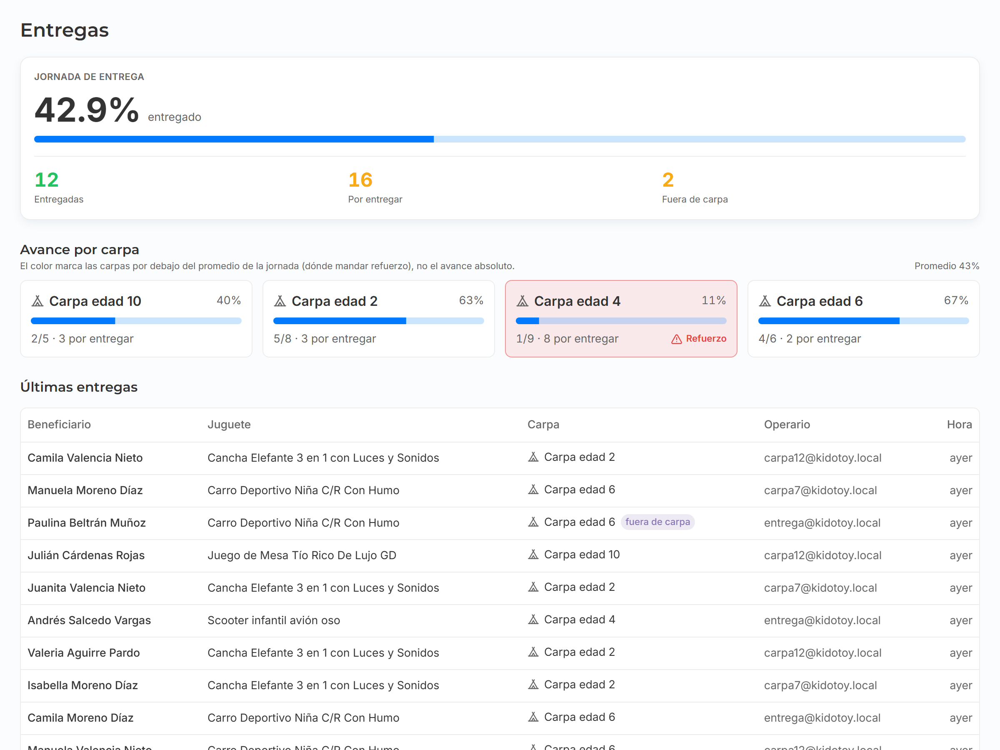 Entregas
JORNADA DE ENTREGA
42.9% entregado
12 16 2
Entregadas Por entregar Fuera de carpa
Avance por carpa
El color marca las carpas por debajo del promedio de la jornada (dónde mandar refuerzo), no el avance absoluto. Promedio 43%
Carpa edad 10 40%
2/5 · 3 por entregar
Carpa edad 2 63%
5/8 · 3 por entregar
Carpa edad 4 11%
1/9 · 8 por entregar Refuerzo
Carpa edad 6 67%
4/6 · 2 por entregar
Últimas entregas
Beneficiario Juguete Carpa Operario Hora
Camila Valencia Nieto Cancha Elefante 3 en 1 con Luces y Sonidos Carpa edad 2 carpa12@kidotoy.local ayer
Manuela Moreno Díaz Carro Deportivo Niña C/R Con Humo Carpa edad 6 carpa7@kidotoy.local ayer
Paulina Beltrán Muñoz Carro Deportivo Niña C/R Con Humo Carpa edad 6 fuera de carpa entrega@kidotoy.local ayer
Julián Cárdenas Rojas Juego de Mesa Tío Rico De Lujo GD Carpa edad 10 carpa12@kidotoy.local ayer
Juanita Valencia Nieto Cancha Elefante 3 en 1 con Luces y Sonidos Carpa edad 2 carpa7@kidotoy.local ayer
Andrés Salcedo Vargas Scooter infantil avión oso Carpa edad 4 entrega@kidotoy.local ayer
Valeria Aguirre Pardo Cancha Elefante 3 en 1 con Luces y Sonidos Carpa edad 2 carpa12@kidotoy.local ayer
Isabella Moreno Díaz Cancha Elefante 3 en 1 con Luces y Sonidos Carpa edad 2 carpa7@kidotoy.local ayer
Camila Moreno Díaz Carro Deportivo Niña C/R Con Humo Carpa edad 6 entrega@kidotoy.local ayer
Manuela Valencia Nieto Carro Deportivo Niña C/R Con Humo Carpa edad 6 carpa12@kidotoy.local ayer